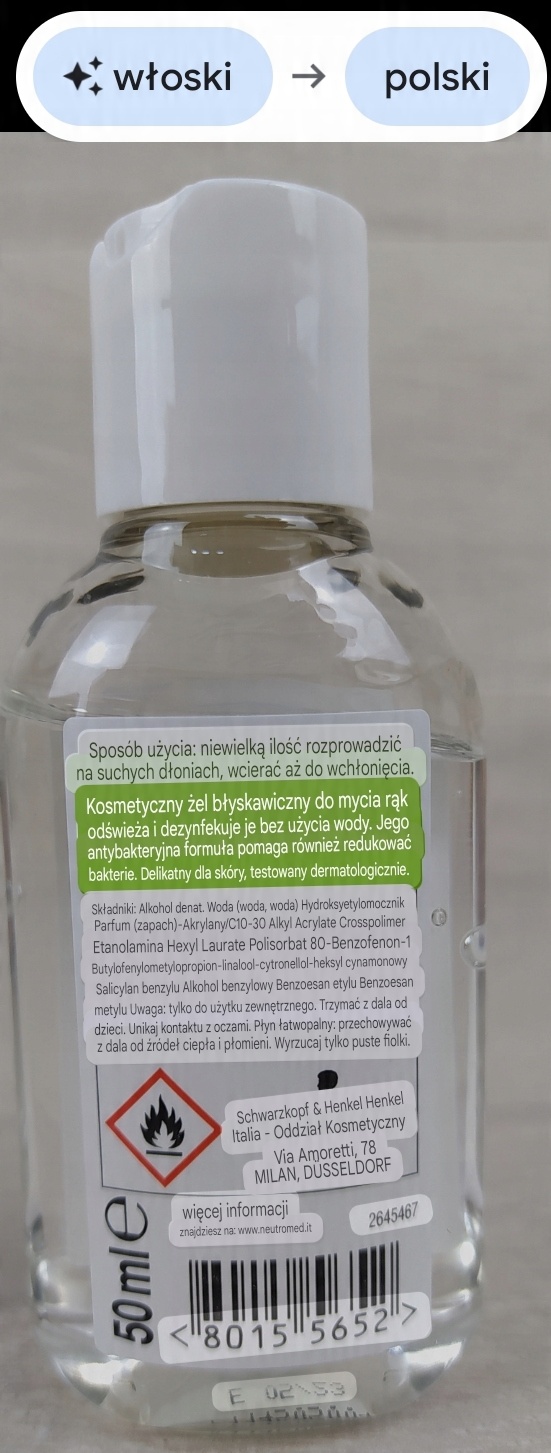 włoski → polski
Sposób użycia: niewielką ilość rozprowadzić
na suchych dłoniach, wcierać aż do wchłonięcia.
Kosmetyczny żel błyskawiczny do mycia rąk
odświeża i dezynfekuje je bez użycia wody. Jego
antybakteryjna formuła pomaga również redukować
bakterie. Delikatny dla skóry, testowany dermatologicznie.
Składniki: Alkohol denat. Woda (woda, woda) Hydroksyetylomocznik
Parfum (zapach)-Akrylany/C10-30 Alkyl Acrylate Crosspolimer
Etanolamina Hexyl Laurate Polisorbat 80-Benzofenon-1
Butylofenylometylopropion-linalool-cytronellol-heksyl cynamonowy
Salicylan benzylu Alkohol benzylowy Benzoesan etylu Benzoesan
metylu Uwaga: tylko do użytku zewnętrznego. Trzymać z dala od
dzieci. Unikaj kontaktu z oczami. Płyn łatwopalny: przechowywać
z dala od źródeł ciepła i płomieni. Wyrzucaj tylko puste fiolki.
Schwarzkopf & Henkel Henkel
Italia - Oddział Kosmetyczny
Via Amoretti, 78
MILAN, DÜSSELDORF
więcej informacji
znajdziesz na: www.neutromed.it
2645467
50 ml e
<8015 5652>
E 02\53